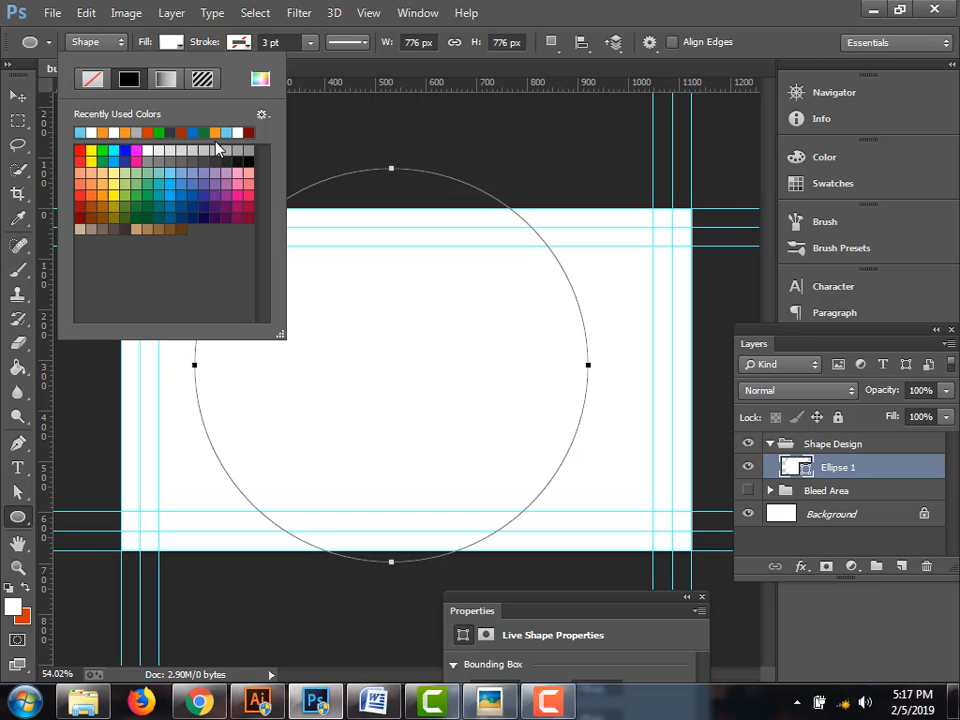 Ps File Edit Image Layer Type Select Filter 3D View Window Help
Shape Fill: Stroke: 3 pt W: 776 px H: 776 px Align Edges Essentials
bu
300 400 500 600 700 800 900 1000 1100 1200
Recently Used Colors
Navigator
Info
Color
Swatches
Brush
Brush Presets
Character
Paragraph
Layers
Kind
Normal Opacity: 100%
Lock: Fill: 100%
Shape Design
Ellipse 1
Bleed Area
Background
Properties
Live Shape Properties
Bounding Box
54.02% Doc: 2.90M/0 bytes
5:17 PM
2/5/2019